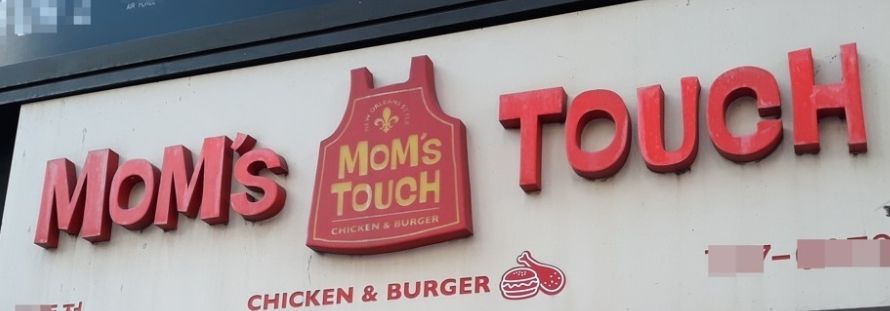 MOM'S TOUCH
NEW ORLEANS STYLE
MOM'S
TOUCH
CHICKEN & BURGER
CHICKEN & BURGER